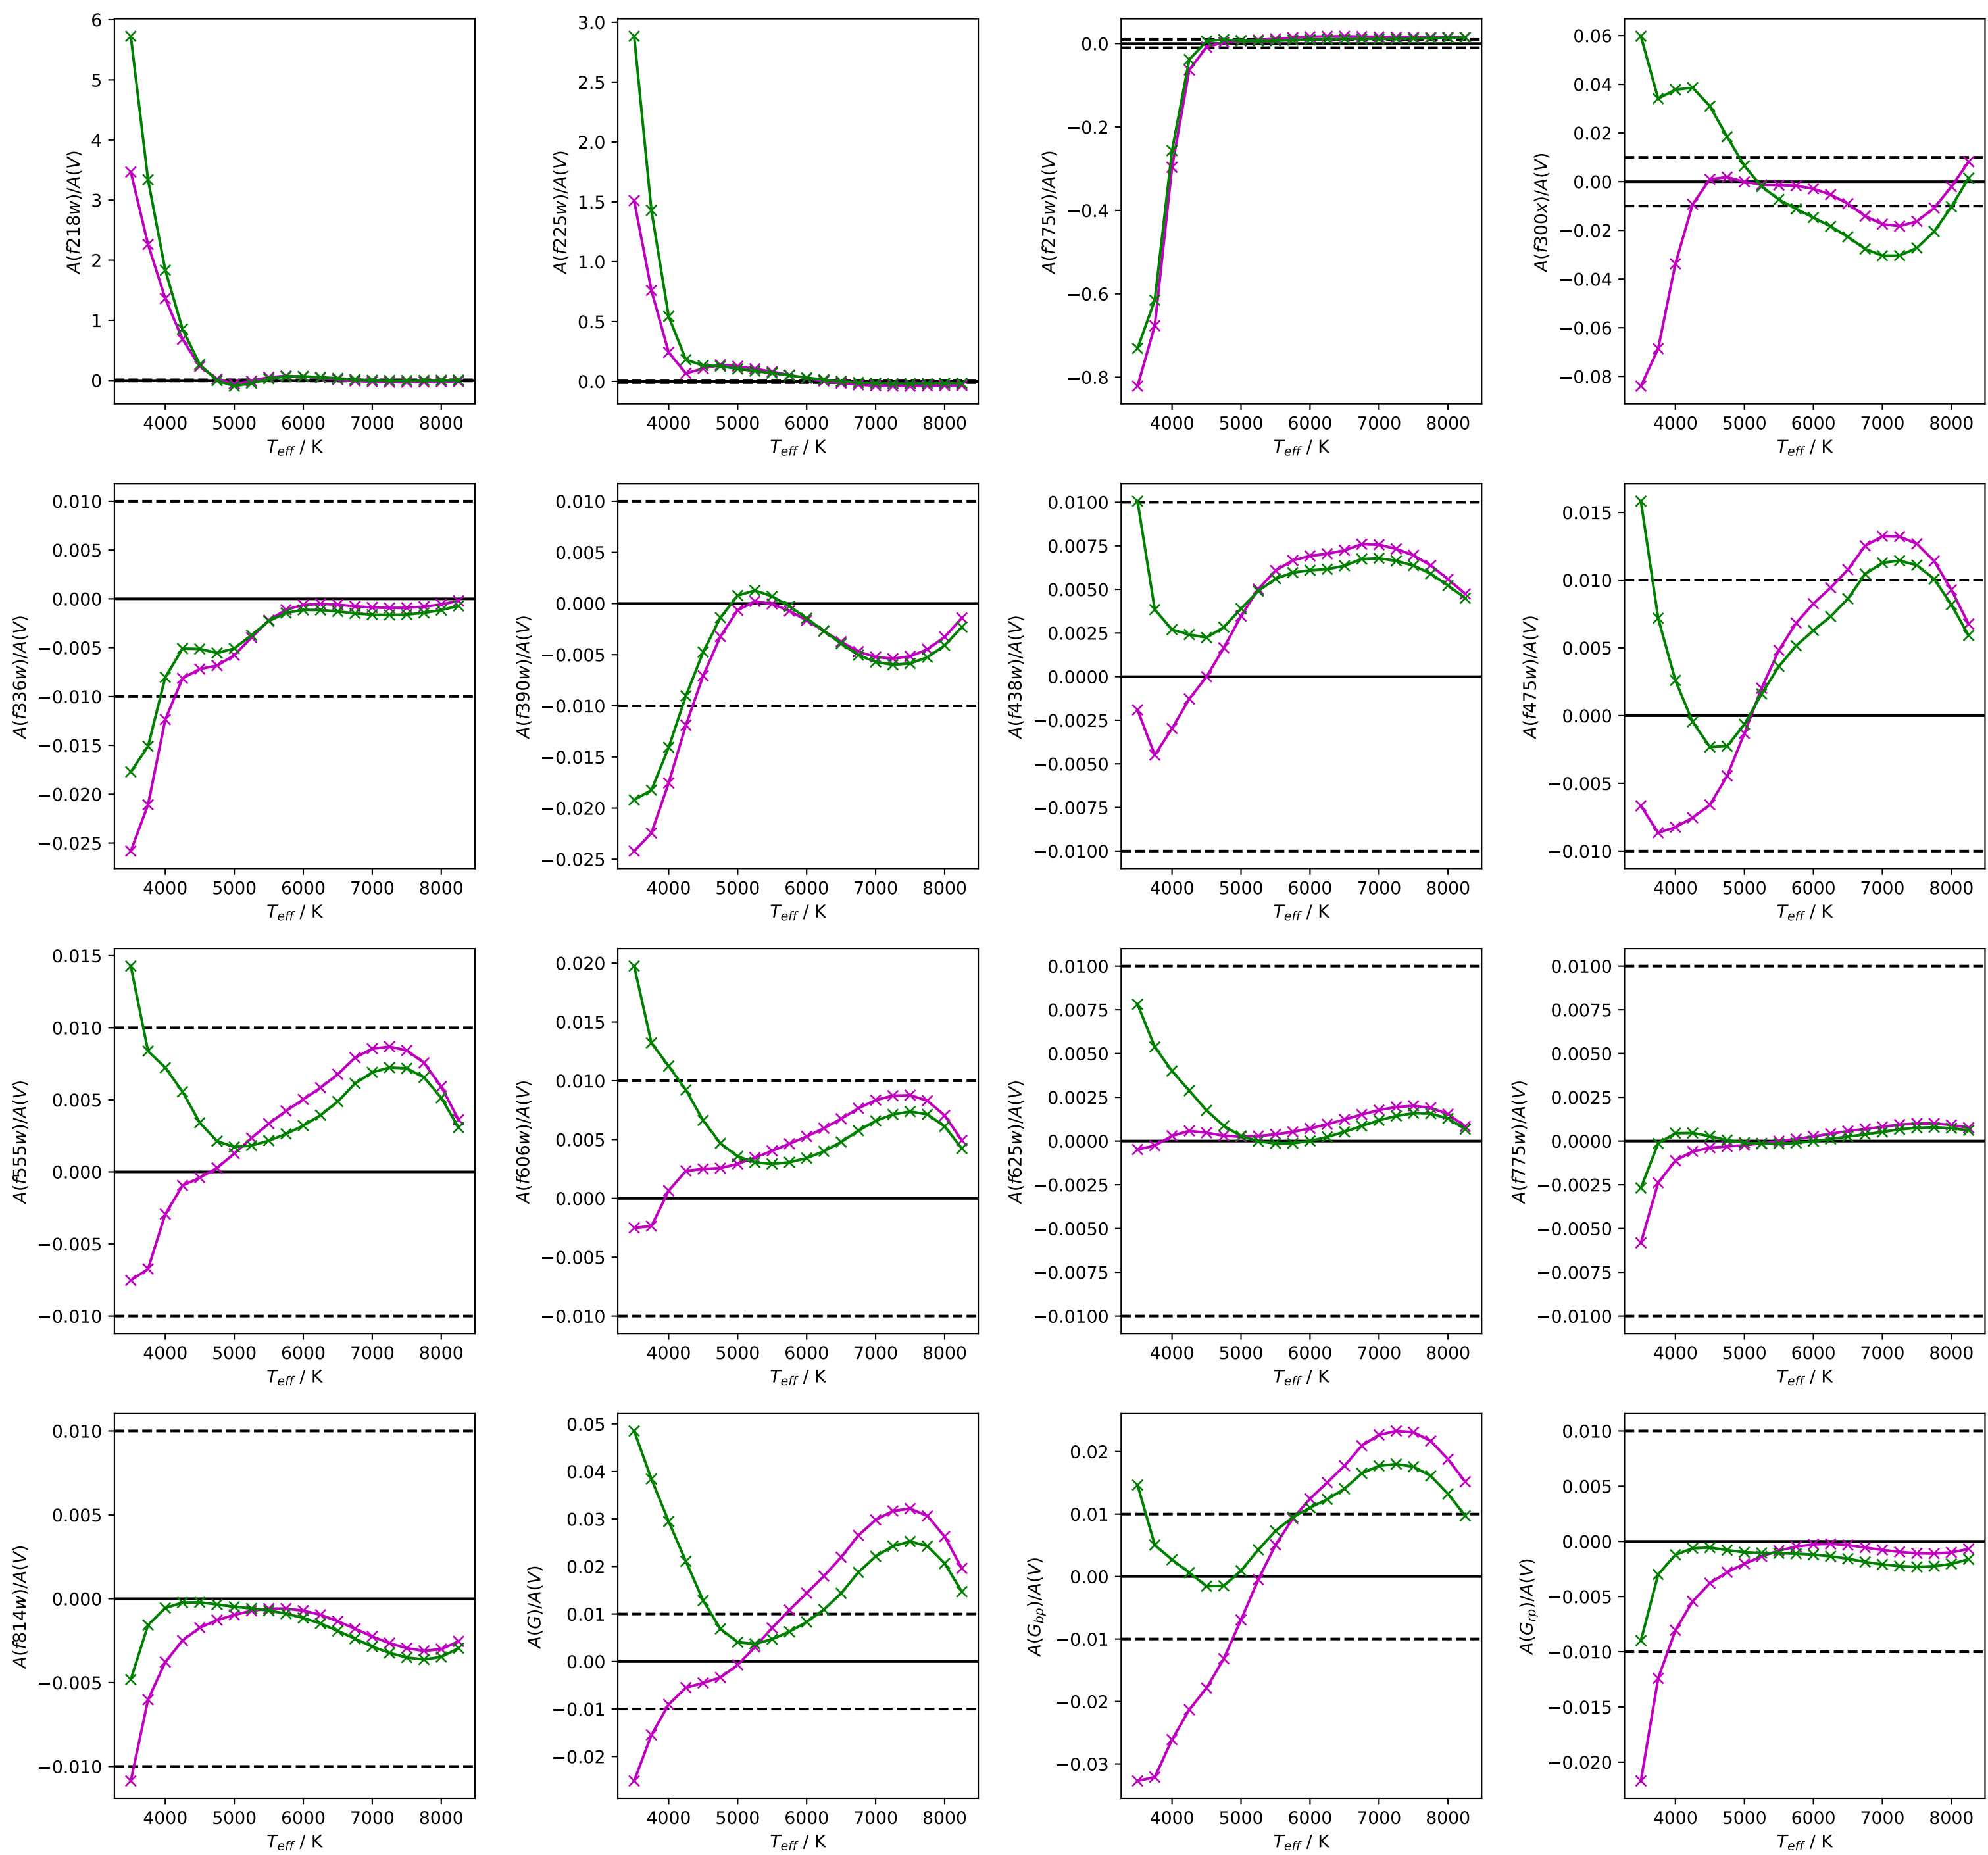 A(f218w)/A(V)
6
5
4
3
2
1
0
4000 5000 6000 7000 8000
T_eff / K
A(f225w)/A(V)
3.0
2.5
2.0
1.5
1.0
0.5
0.0
4000 5000 6000 7000 8000
T_eff / K
A(f275w)/A(V)
0.0
−0.2
−0.4
−0.6
−0.8
4000 5000 6000 7000 8000
T_eff / K
A(f300x)/A(V)
0.06
0.04
0.02
0.00
−0.02
−0.04
−0.06
−0.08
4000 5000 6000 7000 8000
T_eff / K
A(f336w)/A(V)
0.010
0.005
0.000
−0.005
−0.010
−0.015
−0.020
−0.025
4000 5000 6000 7000 8000
T_eff / K
A(f390w)/A(V)
0.010
0.005
0.000
−0.005
−0.010
−0.015
−0.020
−0.025
4000 5000 6000 7000 8000
T_eff / K
A(f438w)/A(V)
0.0100
0.0075
0.0050
0.0025
0.0000
−0.0025
−0.0050
−0.0075
−0.0100
4000 5000 6000 7000 8000
T_eff / K
A(f475w)/A(V)
0.015
0.010
0.005
0.000
−0.005
−0.010
4000 5000 6000 7000 8000
T_eff / K
A(f555w)/A(V)
0.015
0.010
0.005
0.000
−0.005
−0.010
4000 5000 6000 7000 8000
T_eff / K
A(f606w)/A(V)
0.020
0.015
0.010
0.005
0.000
−0.005
−0.010
4000 5000 6000 7000 8000
T_eff / K
A(f625w)/A(V)
0.0100
0.0075
0.0050
0.0025
0.0000
−0.0025
−0.0050
−0.0075
−0.0100
4000 5000 6000 7000 8000
T_eff / K
A(f775w)/A(V)
0.0100
0.0075
0.0050
0.0025
0.0000
−0.0025
−0.0050
−0.0075
−0.0100
4000 5000 6000 7000 8000
T_eff / K
A(f814w)/A(V)
0.010
0.005
0.000
−0.005
−0.010
4000 5000 6000 7000 8000
T_eff / K
A(G)/A(V)
0.05
0.04
0.03
0.02
0.01
0.00
−0.01
−0.02
4000 5000 6000 7000 8000
T_eff / K
A(G_bp)/A(V)
0.02
0.01
0.00
−0.01
−0.02
−0.03
4000 5000 6000 7000 8000
T_eff / K
A(G_rp)/A(V)
0.010
0.005
0.000
−0.005
−0.010
−0.015
−0.020
4000 5000 6000 7000 8000
T_eff / K